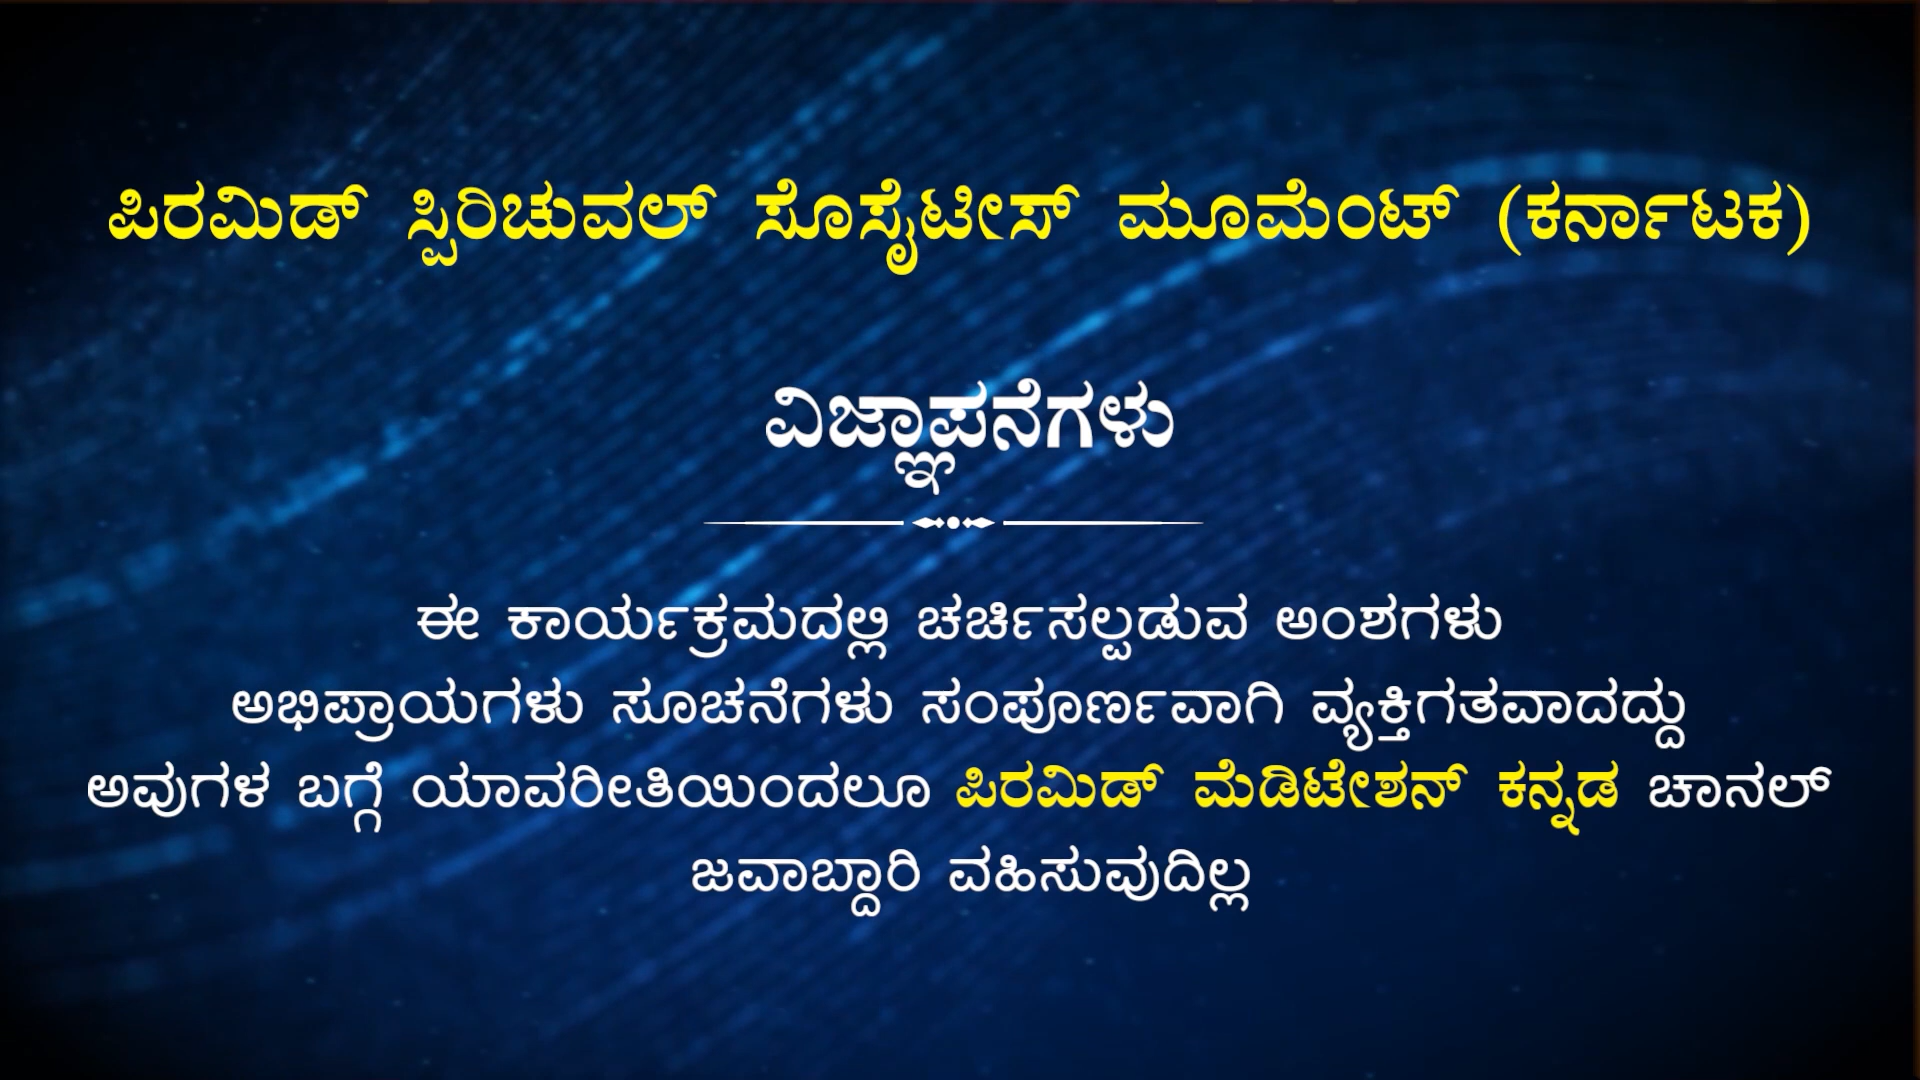 ಪಿರಮಿಡ್ ಸ್ಪಿರಿಚುವಲ್ ಸೊಸೈಟೀಸ್ ಮೂಮೆಂಟ್ (ಕರ್ನಾಟಕ)
ವಿಜ್ಞಾಪನೆಗಳು
ಈ ಕಾರ್ಯಕ್ರಮದಲ್ಲಿ ಚರ್ಚಿಸಲ್ಪಡುವ ಅಂಶಗಳು
ಅಭಿಪ್ರಾಯಗಳು ಸೂಚನೆಗಳು ಸಂಪೂರ್ಣವಾಗಿ ವ್ಯಕ್ತಿಗತವಾದದ್ದು
ಅವುಗಳ ಬಗ್ಗೆ ಯಾವರೀತಿಯಿಂದಲೂ ಪಿರಮಿಡ್ ಮೆಡಿಟೇಶನ್ ಕನ್ನಡ ಚಾನಲ್
ಜವಾಬ್ದಾರಿ ವಹಿಸುವುದಿಲ್ಲ